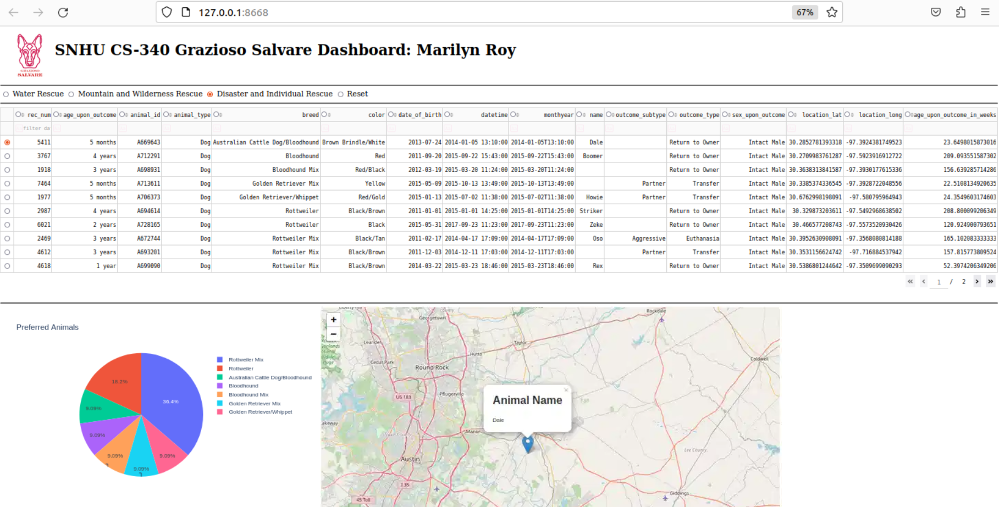 127.0.0.1:8668
67%
SNHU CS-340 Grazioso Salvare Dashboard: Marilyn Roy
GRAZIOSO
SALVARE
Water Rescue Mountain and Wilderness Rescue Disaster and Individual Rescue Reset
rec_num age_upon_outcome animal_id animal_type breed color date_of_birth datetime monthyear name outcome_subtype outcome_type sex_upon_outcome location_lat location_long age_upon_outcome_in_weeks
filter da
5411 5 months A669643 Dog Australian Cattle Dog/Bloodhound Brown Brindle/White 2013-07-24 2014-01-05 13:10:00 2014-01-05T13:10:00 Dale Return to Owner Intact Male 30.2852781393318 -97.3924381749523 23.6498015873016
3767 4 years A712291 Dog Bloodhound Red 2011-09-20 2015-09-22 15:43:00 2015-09-22T15:43:00 Boomer Return to Owner Intact Male 30.2709983761287 -97.5923916912722 209.093551587302
1918 3 years A698931 Dog Bloodhound Mix Red/Black 2012-03-19 2015-03-20 11:24:00 2015-03-20T11:24:00 Return to Owner Intact Male 30.3638313841587 -97.3930177615336 156.639285714286
7464 5 months A713611 Dog Golden Retriever Mix Yellow 2015-05-09 2015-10-13 13:49:00 2015-10-13T13:49:00 Partner Transfer Intact Male 30.3385374336545 -97.3928722048556 22.5108134920635
1977 5 months A706373 Dog Golden Retriever/Whippet Red/Gold 2015-01-13 2015-07-02 11:38:00 2015-07-02T11:38:00 Howie Partner Transfer Intact Male 30.6762998198091 -97.580795964943 24.3549603174603
2987 4 years A694614 Dog Rottweiler Black/Brown 2011-01-01 2015-01-01 14:25:00 2015-01-01T14:25:00 Striker Return to Owner Intact Male 30.329873203611 -97.5492968638502 208.800099206349
6021 2 years A728165 Dog Rottweiler Black 2015-05-31 2017-09-23 11:23:00 2017-09-23T11:23:00 Zeke Return to Owner Intact Male 30.466577208743 -97.5573520930426 120.924900793651
2469 3 years A672744 Dog Rottweiler Mix Black/Tan 2011-02-17 2014-04-17 17:09:00 2014-04-17T17:09:00 Oso Aggressive Euthanasia Intact Male 30.3952630908091 -97.3568080814188 165.102083333333
4612 3 years A693201 Dog Rottweiler Mix Black/Brown 2011-12-03 2014-12-11 17:03:00 2014-12-11T17:03:00 Partner Transfer Intact Male 30.3531156624742 -97.716884537942 157.815773809524
4618 1 year A699090 Dog Rottweiler Mix Black/Brown 2014-03-22 2015-03-23 18:46:00 2015-03-23T18:46:00 Rex Return to Owner Intact Male 30.5386801244642 -97.3509699090293 52.3974206349206
« ‹ 1 / 2 › »
Preferred Animals
36.4%
18.2%
9.09%
9.09%
9.09%
9.09%
9.09%
Rottweiler Mix
Rottweiler
Australian Cattle Dog/Bloodhound
Bloodhound
Bloodhound Mix
Golden Retriever Mix
Golden Retriever/Whippet
+
−
County
Georgetown
Rockdale
Leander
Taylor
Hutto
Cedar Park
Round Rock
Caldwell
US 183
Pflugerville
Animal Name
×
Dale
akeway
Travis County
Manor
Austin
Lee County
I 35
Giddings
45 Toll